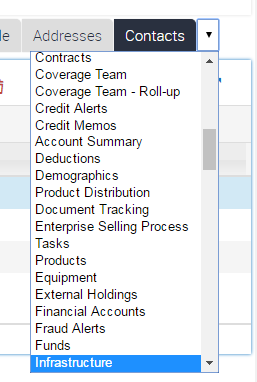 Addresses Contacts
Contracts
Coverage Team
Coverage Team - Roll-up
Credit Alerts
Credit Memos
Account Summary
Deductions
Demographics
Product Distribution
Document Tracking
Enterprise Selling Process
Tasks
Products
Equipment
External Holdings
Financial Accounts
Fraud Alerts
Funds
Infrastructure